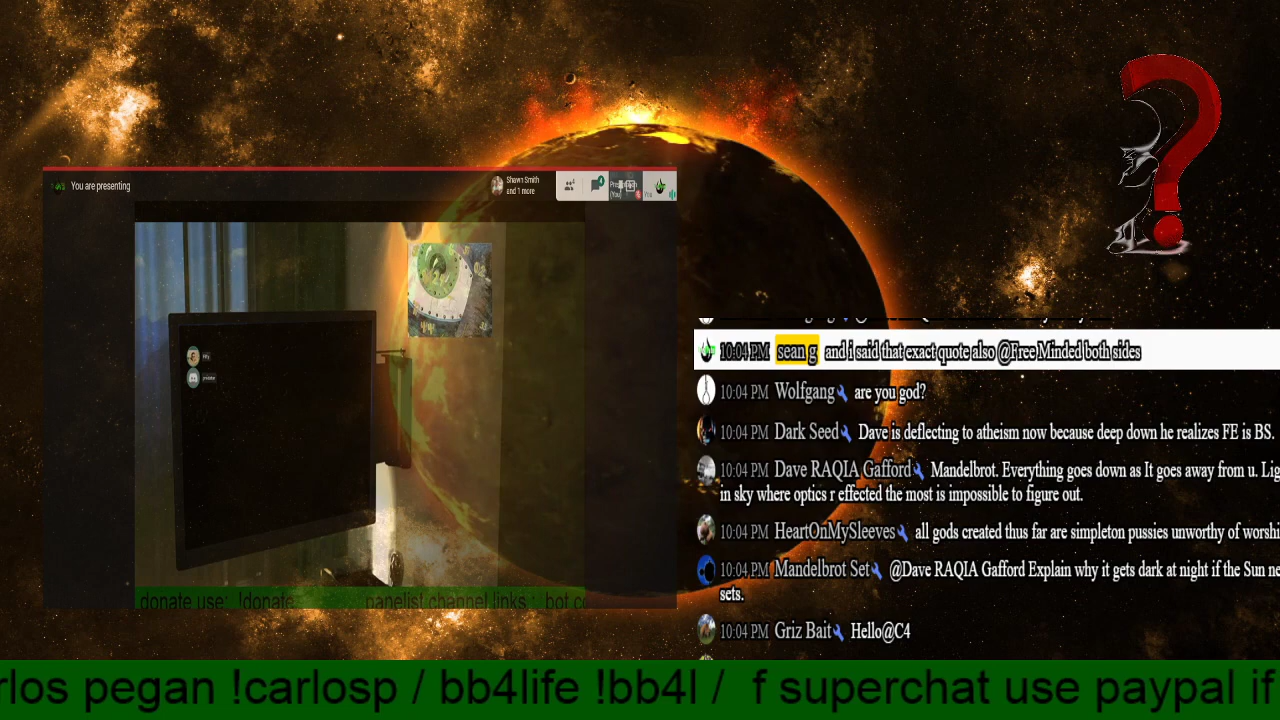 You are presenting
Shawn Smith
and 1 more
10:04 PM sean g and i said that exact quote also @Free Minded both sides
10:04 PM Wolfgang are you god?
10:04 PM Dark Seed Dave is deflecting to atheism now because deep down he realizes FE is BS.
10:04 PM Dave RAQIA Gafford Mandelbrot. Everything goes down as It goes away from u. Lig
in sky where optics r effected the most is impossible to figure out.
10:04 PM HeartOnMySleeves all gods created thus far are simpleton pussies unworthy of worshi
10:04 PM Mandelbrot Set @Dave RAQIA Gafford Explain why it gets dark at night if the Sun ne
sets.
10:04 PM Griz Bait Hello@C4
donate use: !donate panelist channel links : bot co
rlos pegan !carlosp / bb4life !bb4l / f superchat use paypal if